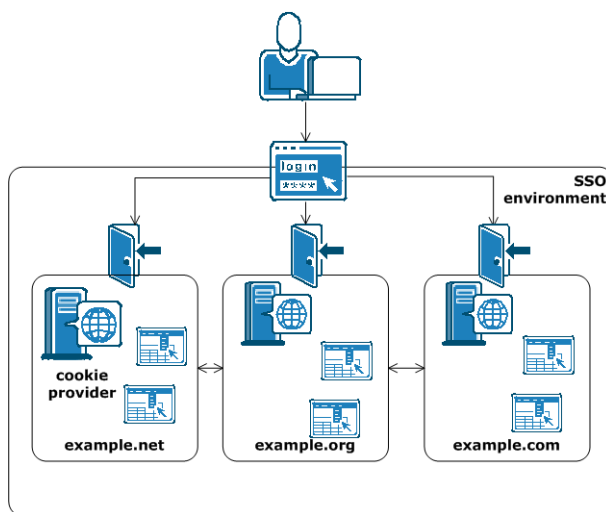 login
****
SSO
environment
cookie
provider
example.net
example.org
example.com